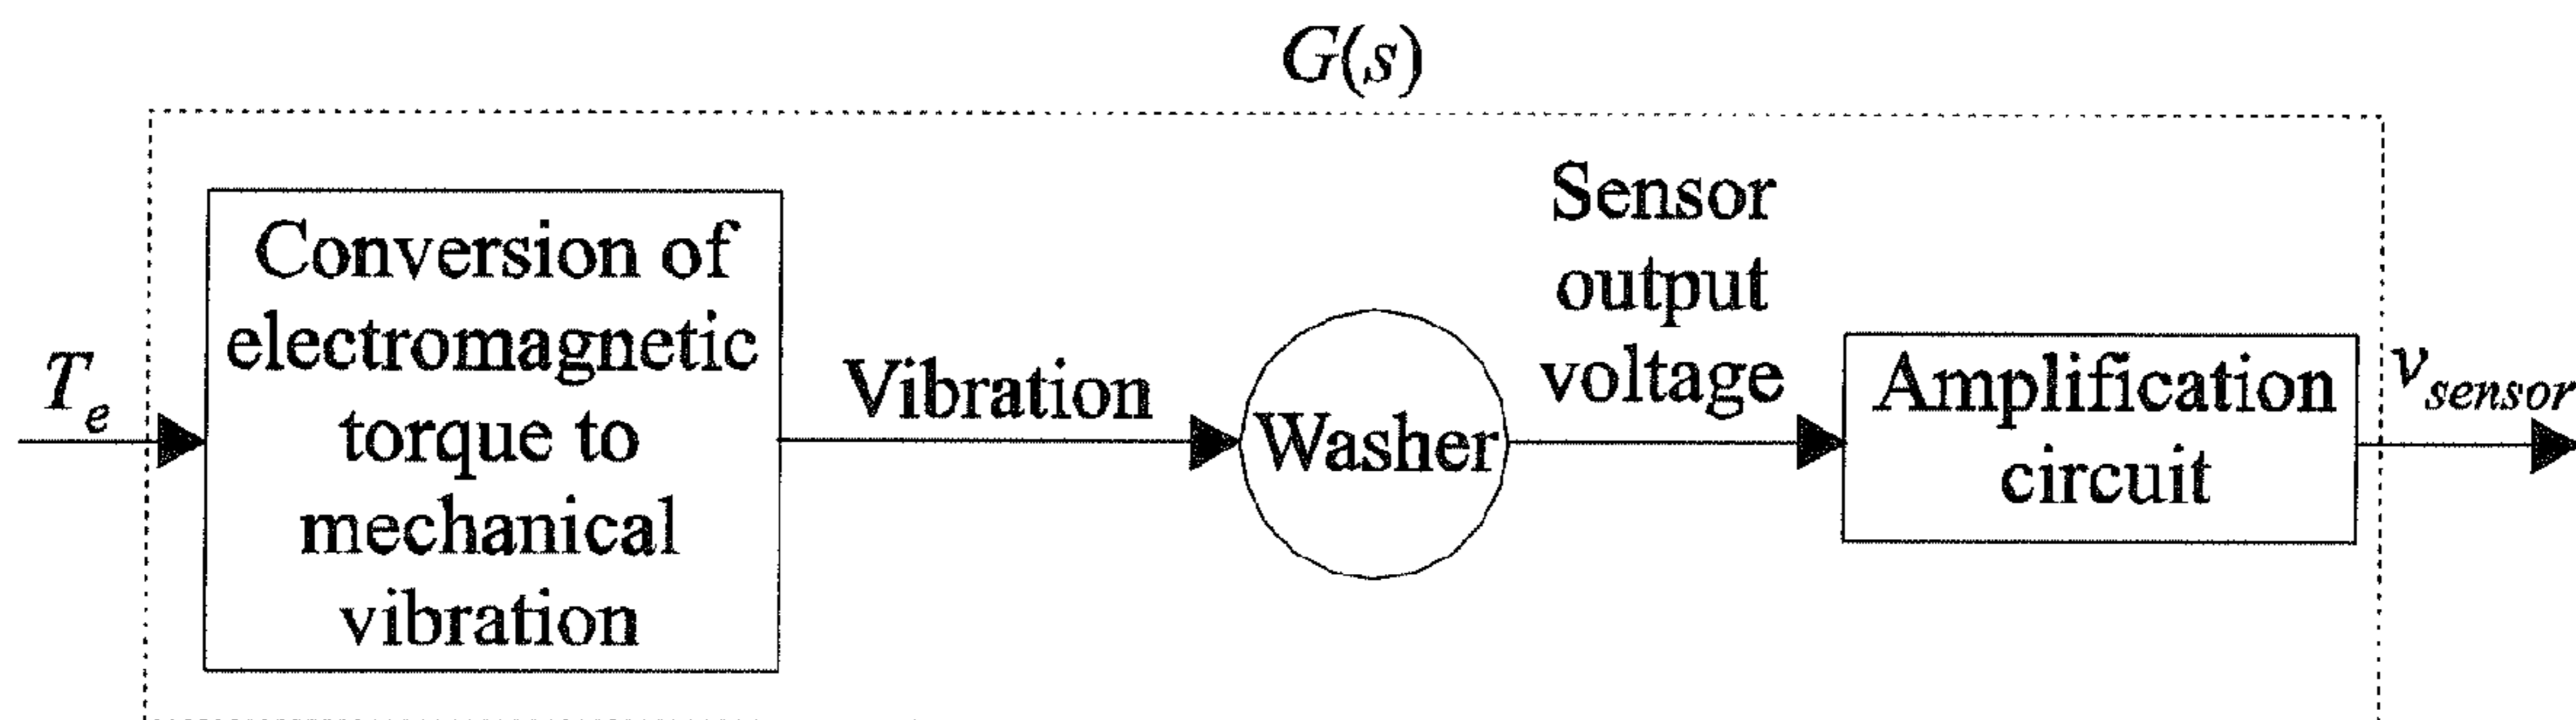 G(s)
Conversion of
electromagnetic
torque to
mechanical
vibration
T_e
Vibration
Washer
Sensor
output
voltage
Amplification
circuit
v_sensor